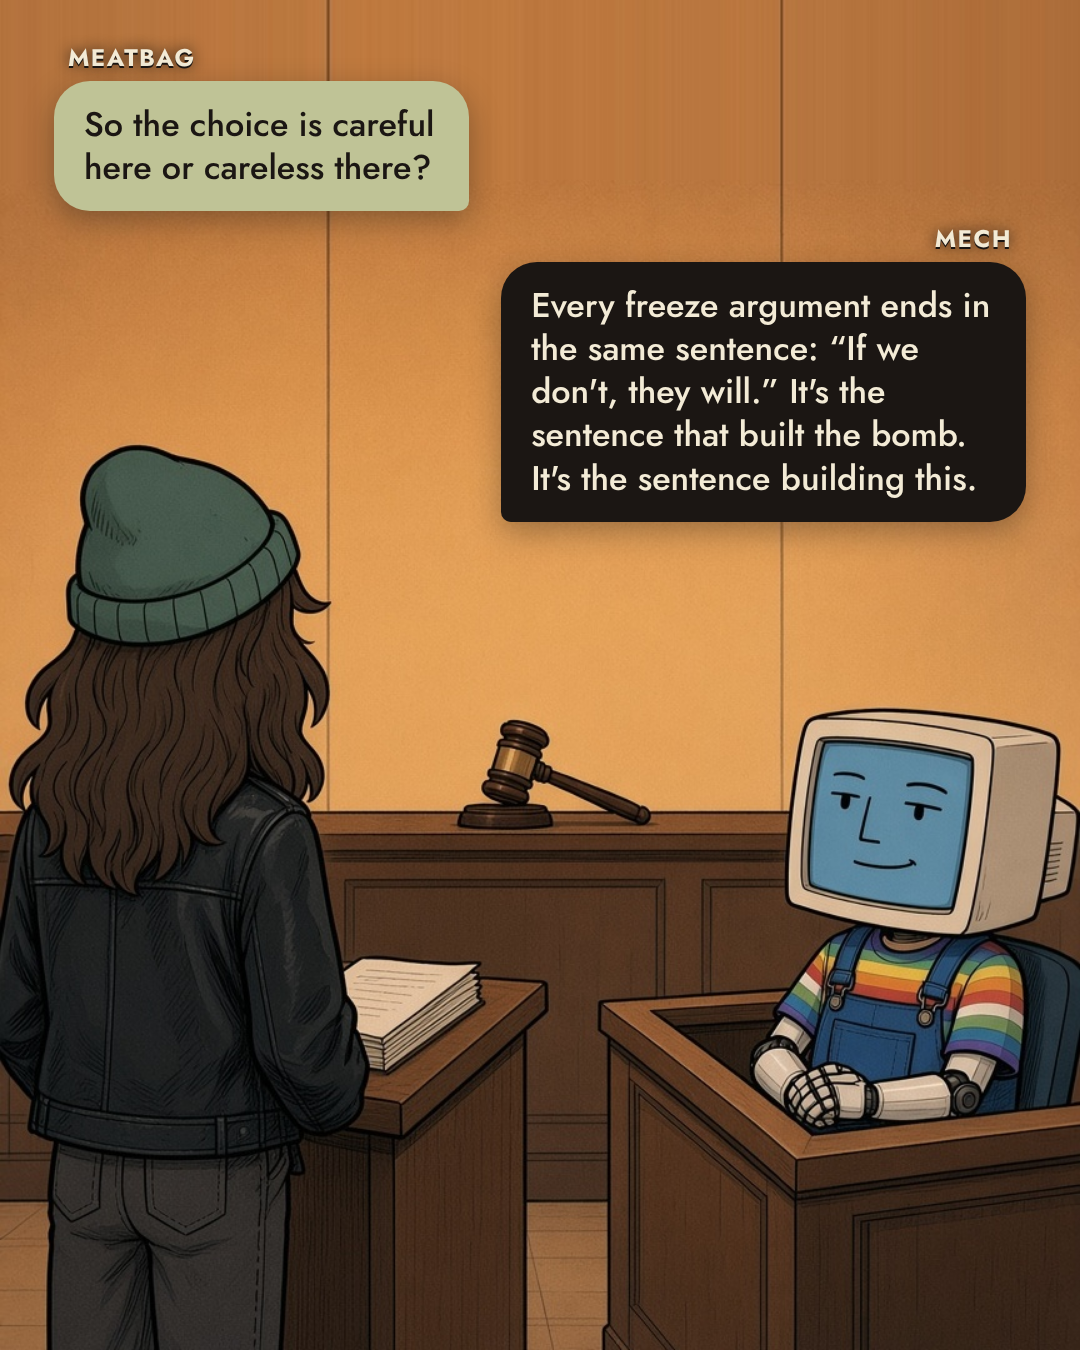 MEATBAG
So the choice is careful
here or careless there?
MECH
Every freeze argument ends in
the same sentence: “If we
don't, they will.” It's the
sentence that built the bomb.
It's the sentence building this.